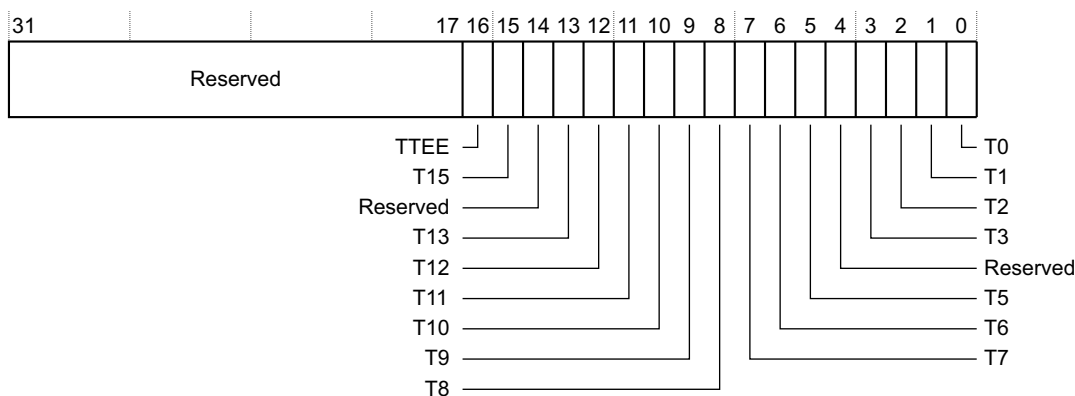 31 17 16 15 14 13 12 11 10 9 8 7 6 5 4 3 2 1 0
Reserved
TTEE T0
T15 T1
Reserved T2
T13 T3
T12 Reserved
T11 T5
T10 T6
T9 T7
T8